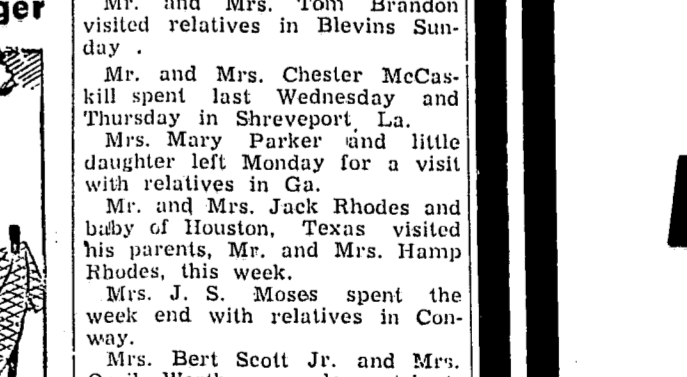 ger
Mr. and Mrs. Tom Brandon
visited relatives in Blevins Sun-
day .
Mr. and Mrs. Chester McCas-
kill spent last Wednesday and
Thursday in Shreveport, La.
Mrs. Mary Parker and little
daughter left Monday for a visit
with relatives in Ga.
Mr. and Mrs. Jack Rhodes and
baby of Houston, Texas visited
his parents, Mr. and Mrs. Hamp
Rhodes, this week.
Mrs. J. S. Moses spent the
week end with relatives in Con-
way.
Mrs. Bert Scott Jr. and Mrs.